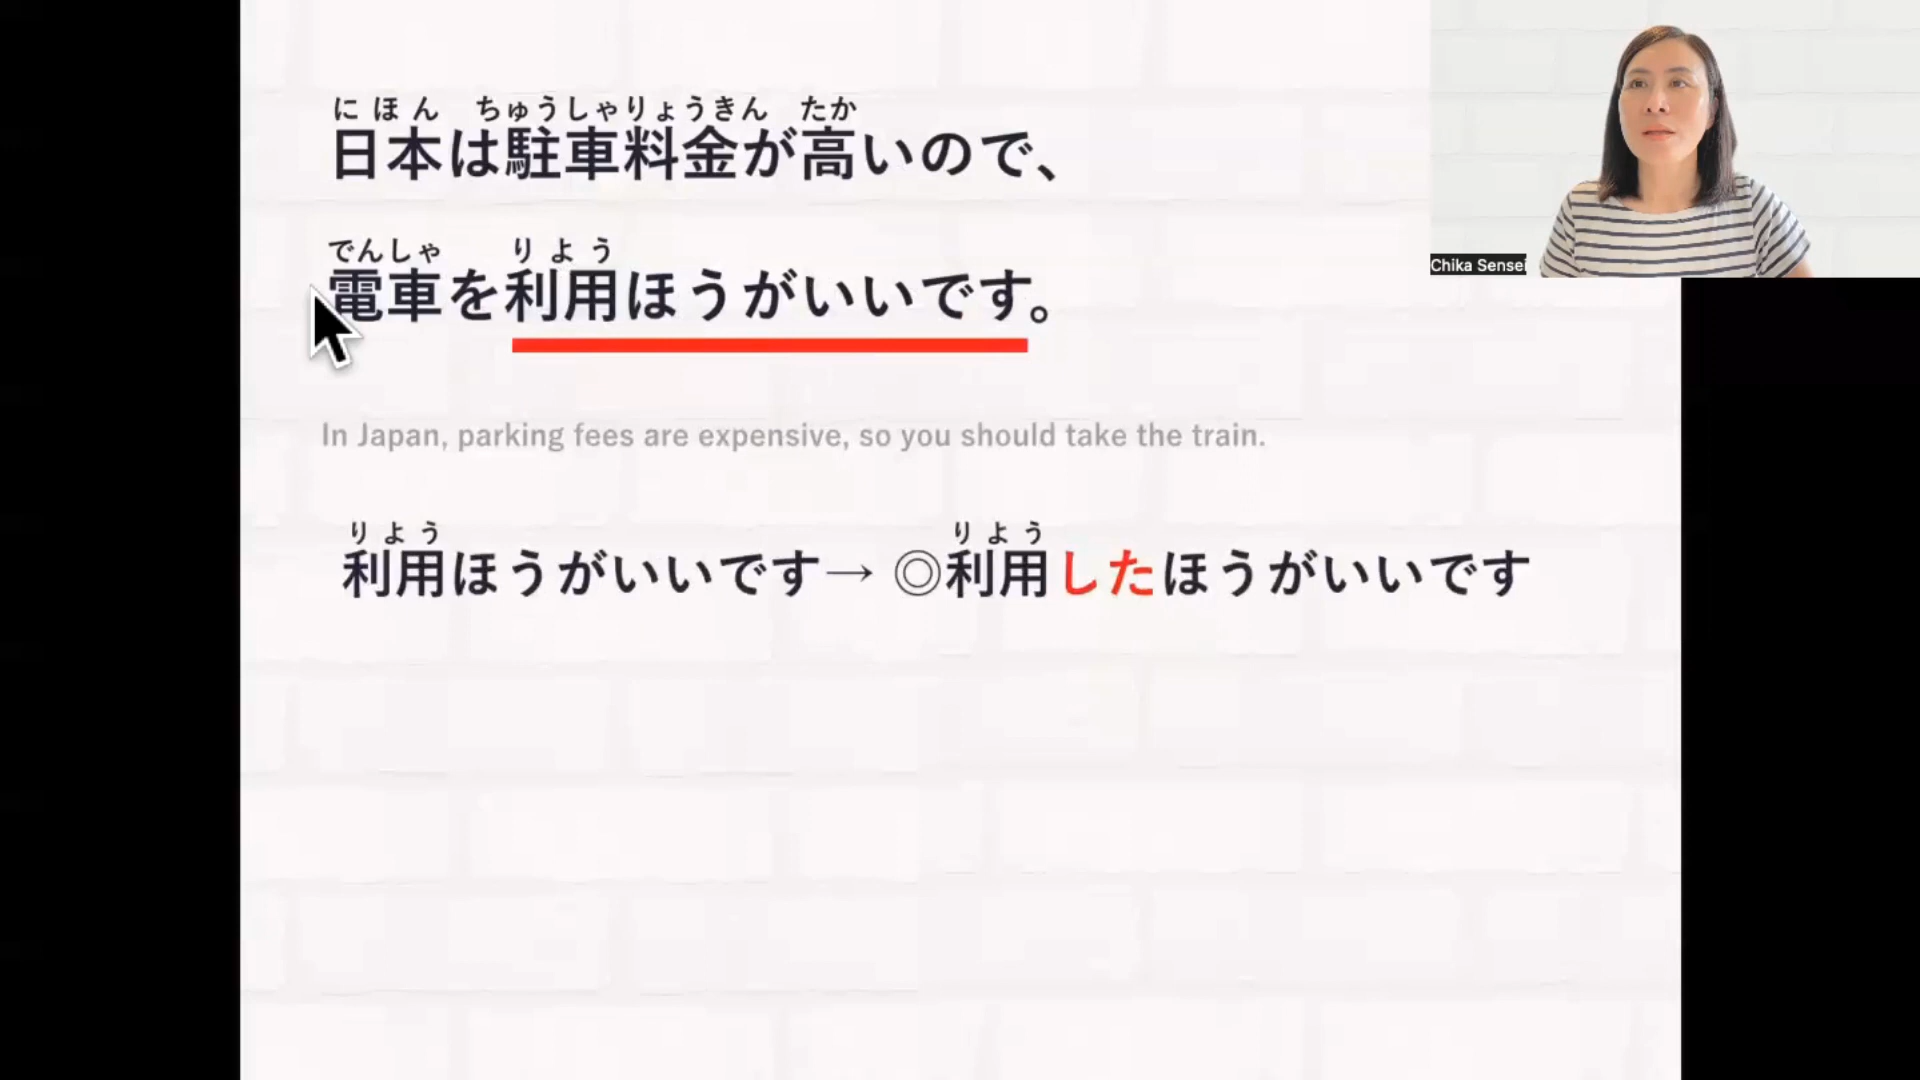 に ほ ん ちゅうしゃりょうきん たか
日本は駐車料金が高いので、
でんしゃ り よ う
電車を利用ほうがいいです。
In Japan, parking fees are expensive, so you should take the train.
り よ う り よ う
利用ほうがいいです→ ◎利用したほうがいいです
Chika Sensei